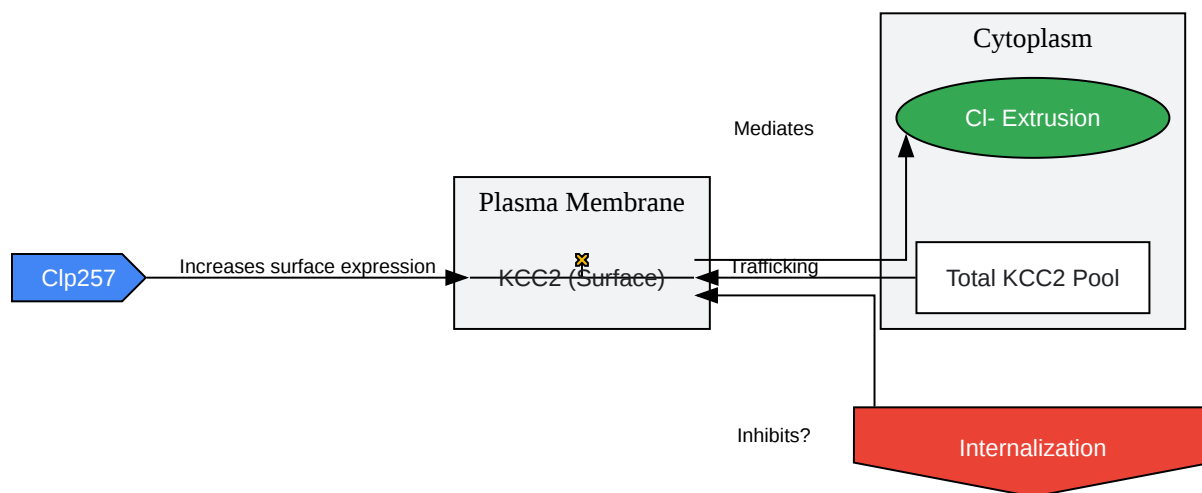 Cytoplasm
Cl- Extrusion
Mediates
Plasma Membrane
Clp257
Increases surface expression
KCC2 (Surface)
Trafficking
Total KCC2 Pool
Inhibits?
Internalization